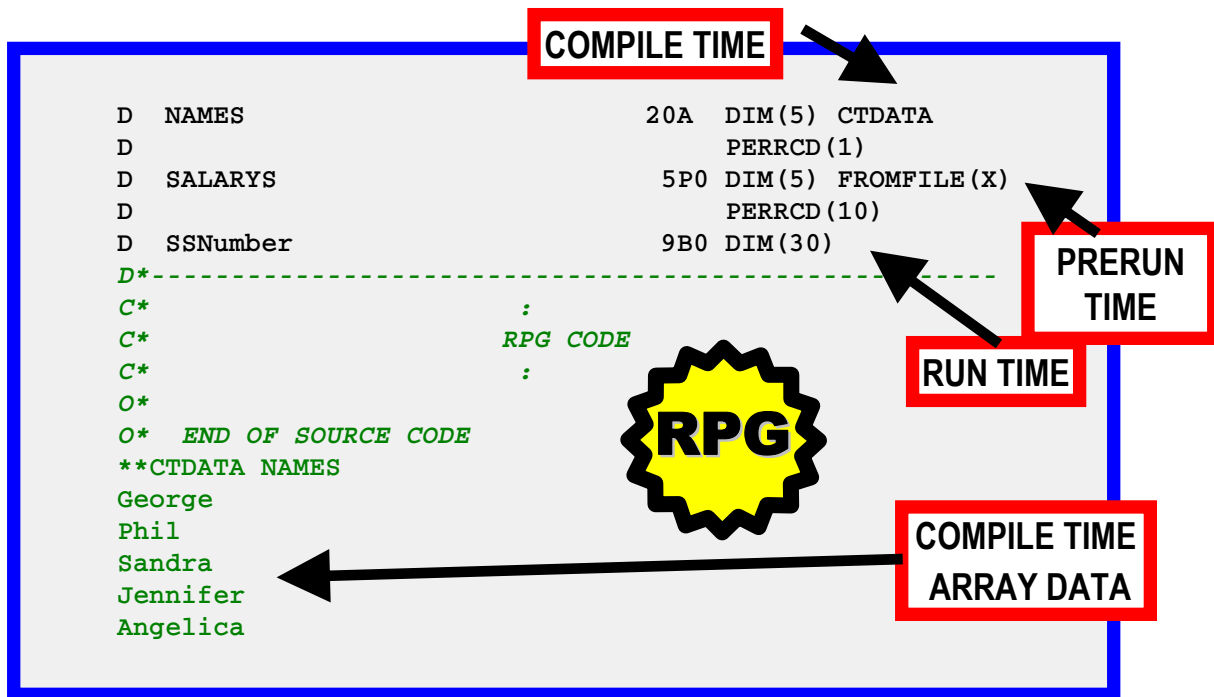 COMPILE TIME
D  NAMES                         20A  DIM(5) CTDATA
D                                     PERRCD(1)
D  SALARYS                        5P0 DIM(5) FROMFILE(X)
D                                     PERRCD(10)
D  SSNumber                       9B0 DIM(30)
PRERUN
TIME
RUN TIME
D*-----------------------------------------------------
C*                       :
C*                      RPG CODE
C*                       :
O*
O*  END OF SOURCE CODE
RPG
**CTDATA NAMES
George
Phil
Sandra
Jennifer
Angelica
COMPILE TIME
ARRAY DATA